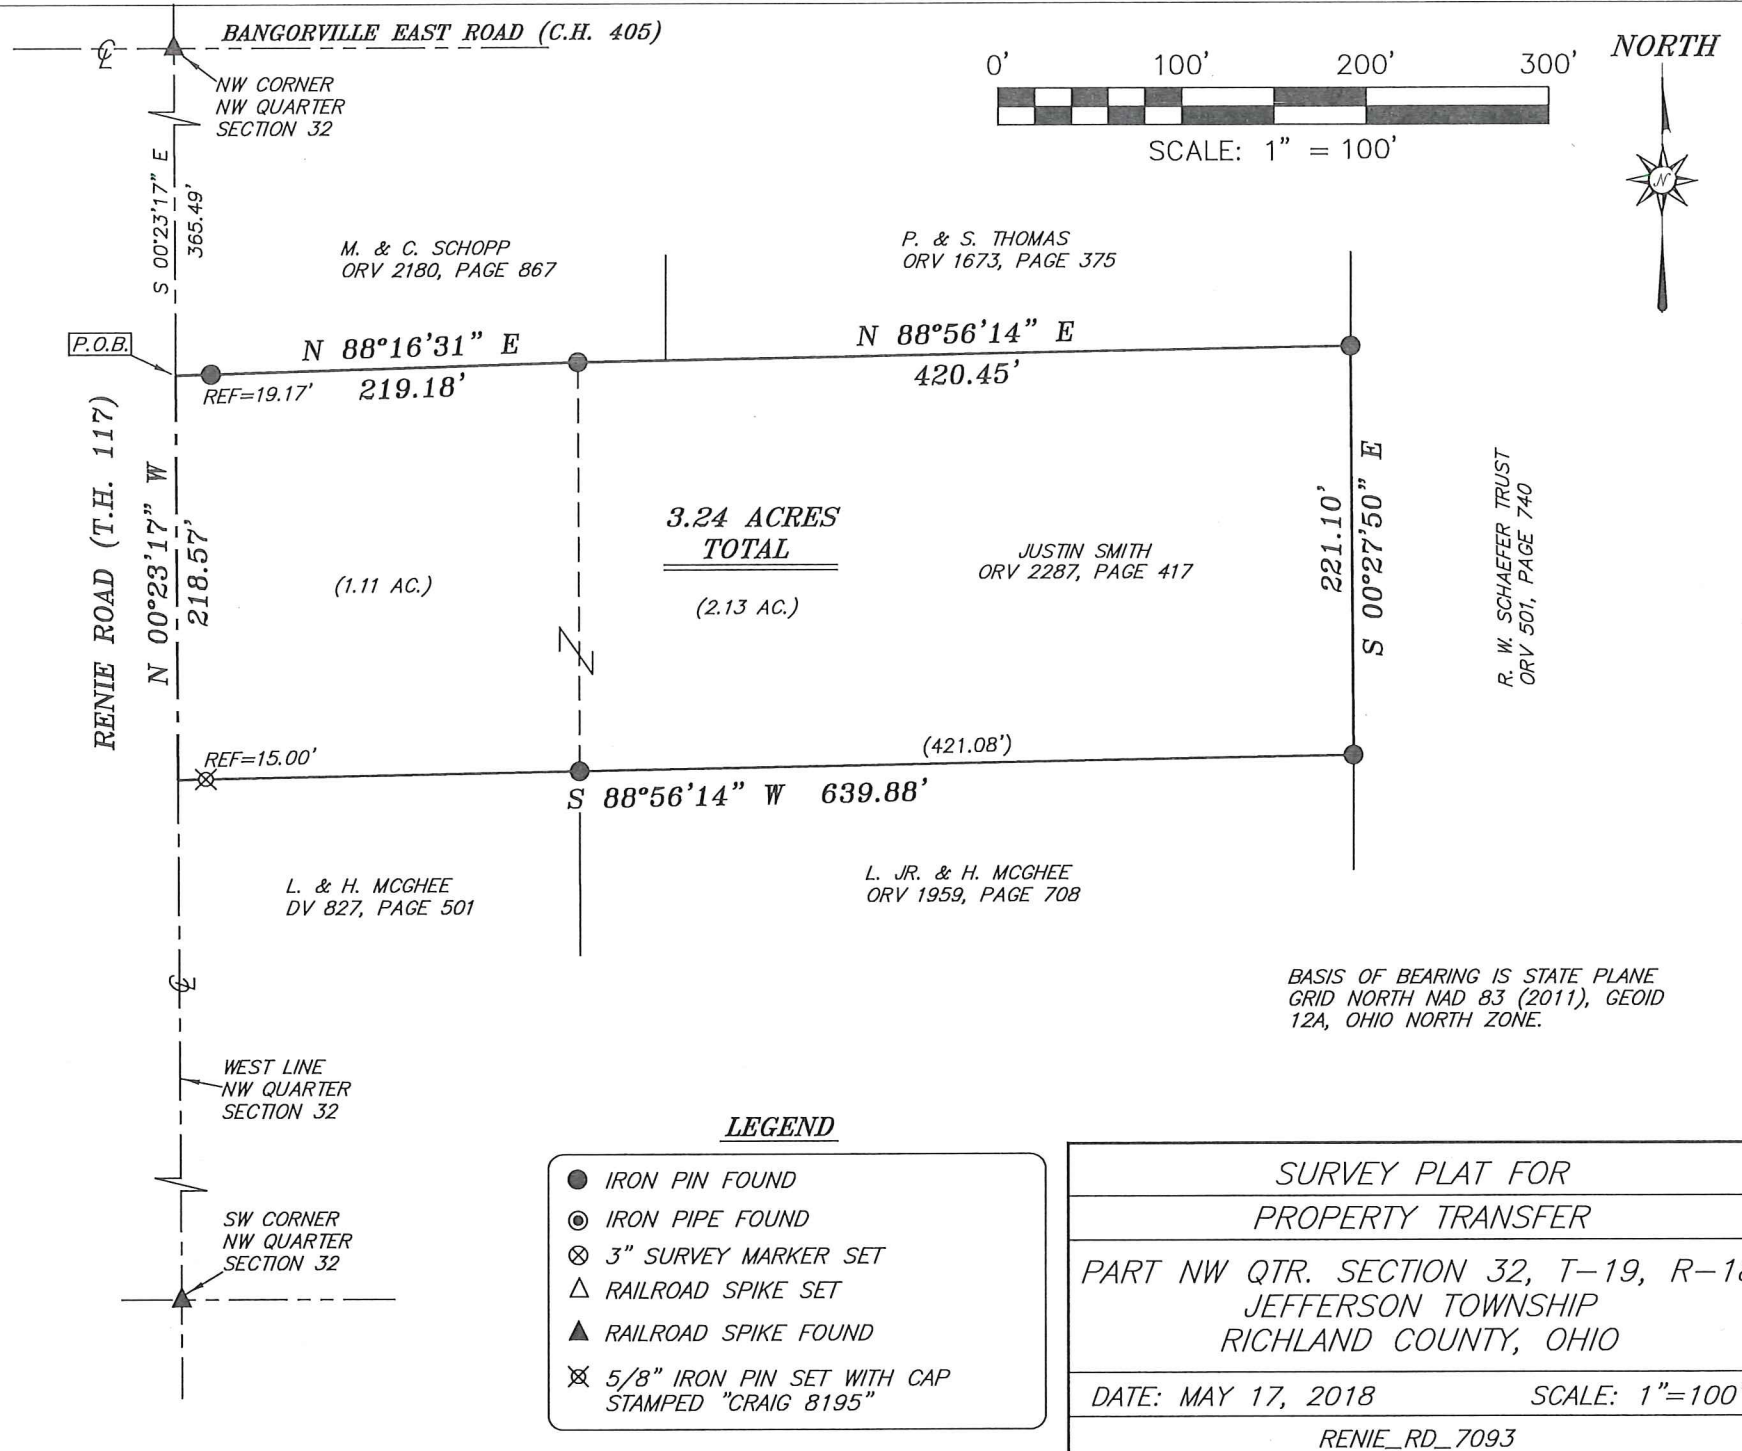 BANGORVILLE EAST ROAD (C.H. 405)
NW CORNER
NW QUARTER
SECTION 32
0' 100' 200' 300'
SCALE: 1" = 100'
NORTH
N
S 00°23'17" E
365.49'
M. & C. SCHOPP
ORV 2180, PAGE 867
P. & S. THOMAS
ORV 1673, PAGE 375
P.O.B.
N 88°16'31" E
219.18'
REF=19.17'
N 88°56'14" E
420.45'
RENIE ROAD (T.H. 117)
N 00°23'17" W
218.57'
(1.11 AC.)
3.24 ACRES
TOTAL
(2.13 AC.)
JUSTIN SMITH
ORV 2287, PAGE 417
221.10'
S 00°27'50" E
R. W. SCHAEFER TRUST
ORV 501, PAGE 740
REF=15.00'
(421.08')
S 88°56'14" W 639.88'
L. & H. MCGHEE
DV 827, PAGE 501
L. JR. & H. MCGHEE
ORV 1959, PAGE 708
BASIS OF BEARING IS STATE PLANE
GRID NORTH NAD 83 (2011), GEOID
12A, OHIO NORTH ZONE.
WEST LINE
NW QUARTER
SECTION 32
SW CORNER
NW QUARTER
SECTION 32
LEGEND
IRON PIN FOUND
IRON PIPE FOUND
3" SURVEY MARKER SET
RAILROAD SPIKE SET
RAILROAD SPIKE FOUND
5/8" IRON PIN SET WITH CAP
STAMPED "CRAIG 8195"
SURVEY PLAT FOR
PROPERTY TRANSFER
PART NW QTR. SECTION 32, T-19, R-18
JEFFERSON TOWNSHIP
RICHLAND COUNTY, OHIO
DATE: MAY 17, 2018 SCALE: 1"=100
RENIE_RD_7093